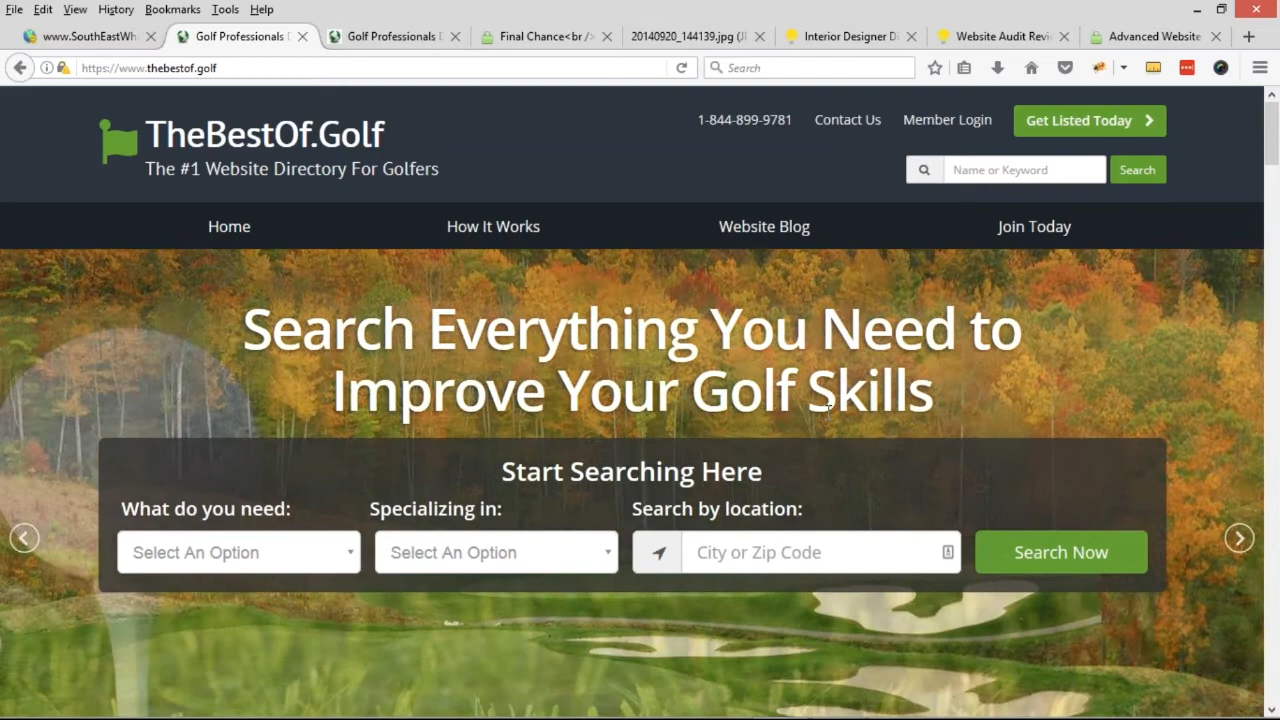 File Edit View History Bookmarks Tools Help
www.SouthEastWh
Golf Professionals D
Golf Professionals D
Final Chance<br />
20140920_144139.jpg (JI
Interior Designer Di
Website Audit Revi
Advanced Website
https://www.thebestof.golf
Search
TheBestOf.Golf
The #1 Website Directory For Golfers
1-844-899-9781 Contact Us Member Login Get Listed Today
Name or Keyword Search
Home How It Works Website Blog Join Today
Search Everything You Need to
Improve Your Golf Skills
Start Searching Here
What do you need: Specializing in: Search by location:
Select An Option Select An Option City or Zip Code Search Now